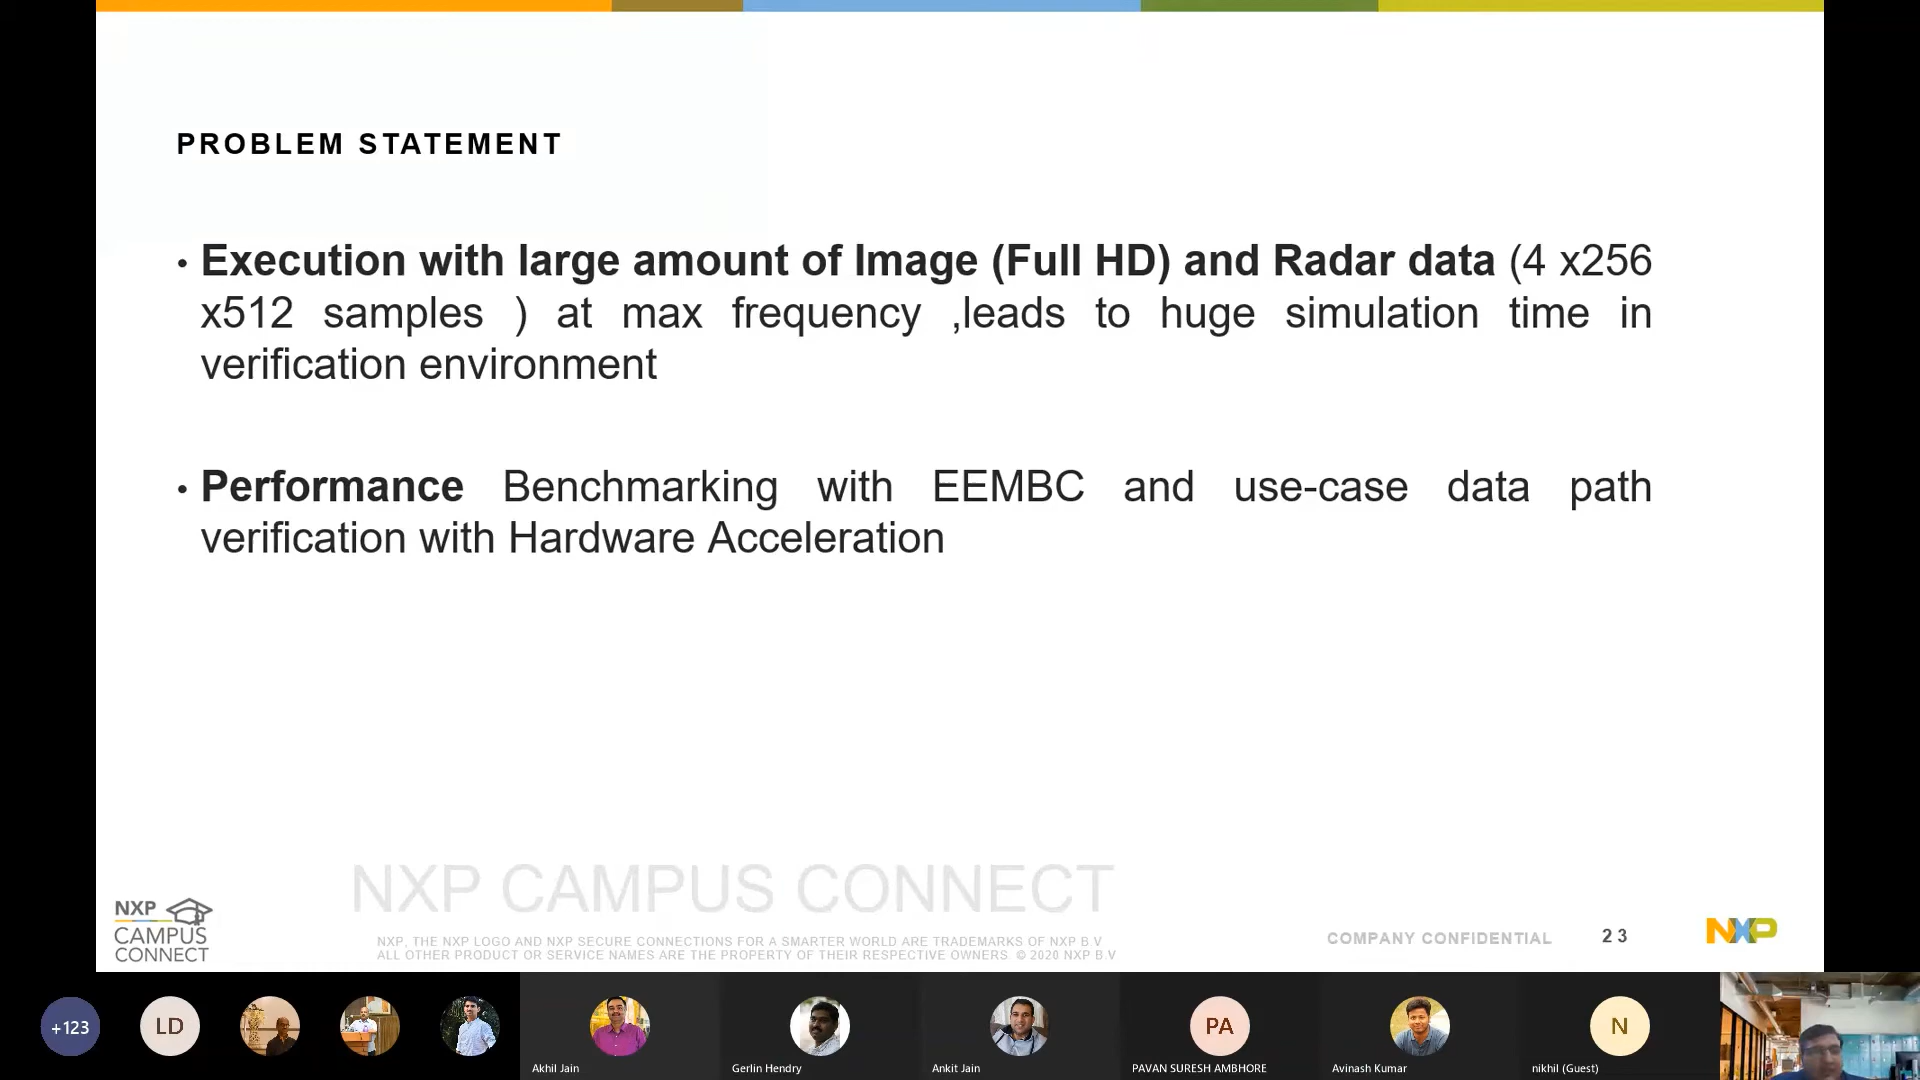 PROBLEM STATEMENT
• Execution with large amount of Image (Full HD) and Radar data (4 x256
x512 samples ) at max frequency ,leads to huge simulation time in
verification environment
• Performance Benchmarking with EEMBC and use-case data path
verification with Hardware Acceleration
NXP CAMPUS CONNECT
NXP
CAMPUS
CONNECT
NXP, THE NXP LOGO AND NXP SECURE CONNECTIONS FOR A SMARTER WORLD ARE TRADEMARKS OF NXP B.V
ALL OTHER PRODUCT OR SERVICE NAMES ARE THE PROPERTY OF THEIR RESPECTIVE OWNERS. © 2020 NXP B.V
COMPANY CONFIDENTIAL
23
NXP
+123
LD
PA
N
Akhil Jain
Gerlin Hendry
Ankit Jain
PAVAN SURESH AMBHORE
Avinash Kumar
nikhil (Guest)